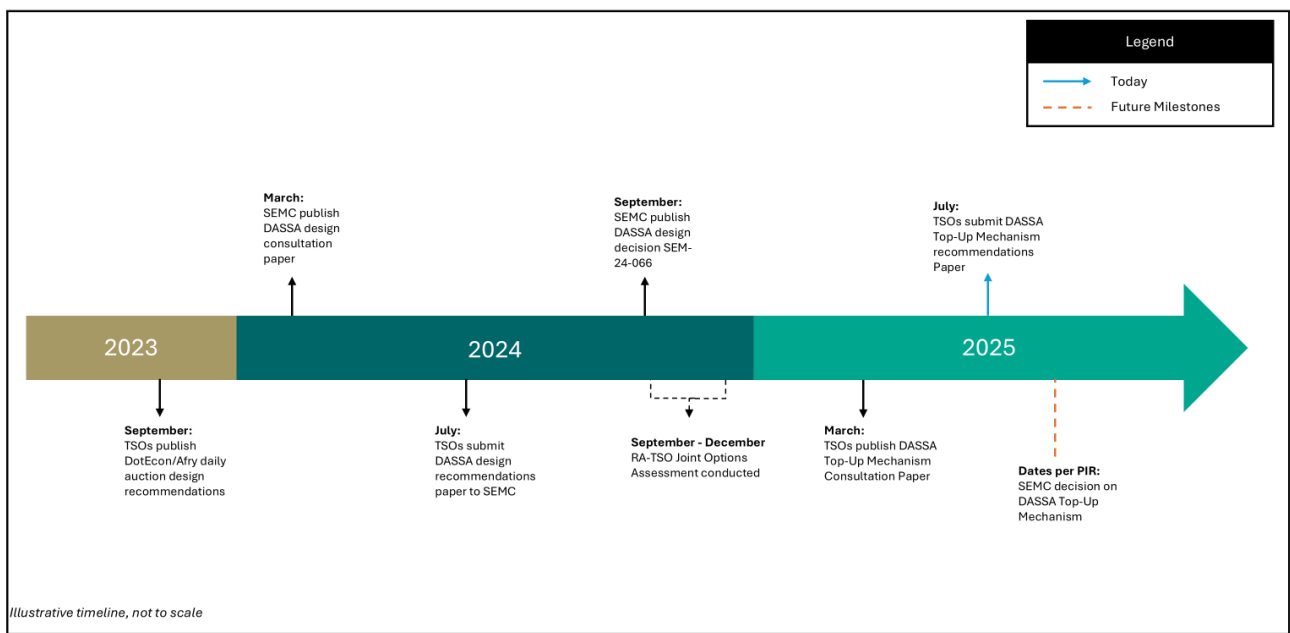 Legend
Today
Future Milestones
March:
SEMC publish
DASSA design
consultation
paper
September:
SEMC publish
DASSA design
decision SEM-
24-066
July:
TSOs submit DASSA
Top-Up Mechanism
recommendations
Paper
2023
2024
2025
September:
TSOs publish
DotEcon/Afry daily
auction design
recommendations
July:
TSOs submit
DASSA design
recommendations
paper to SEMC
September - December
RA-TSO Joint Options
Assessment conducted
March:
TSOs publish DASSA
Top-Up Mechanism
Consultation Paper
Dates per PIR:
SEMC decision on
DASSA Top-Up
Mechanism
Illustrative timeline, not to scale